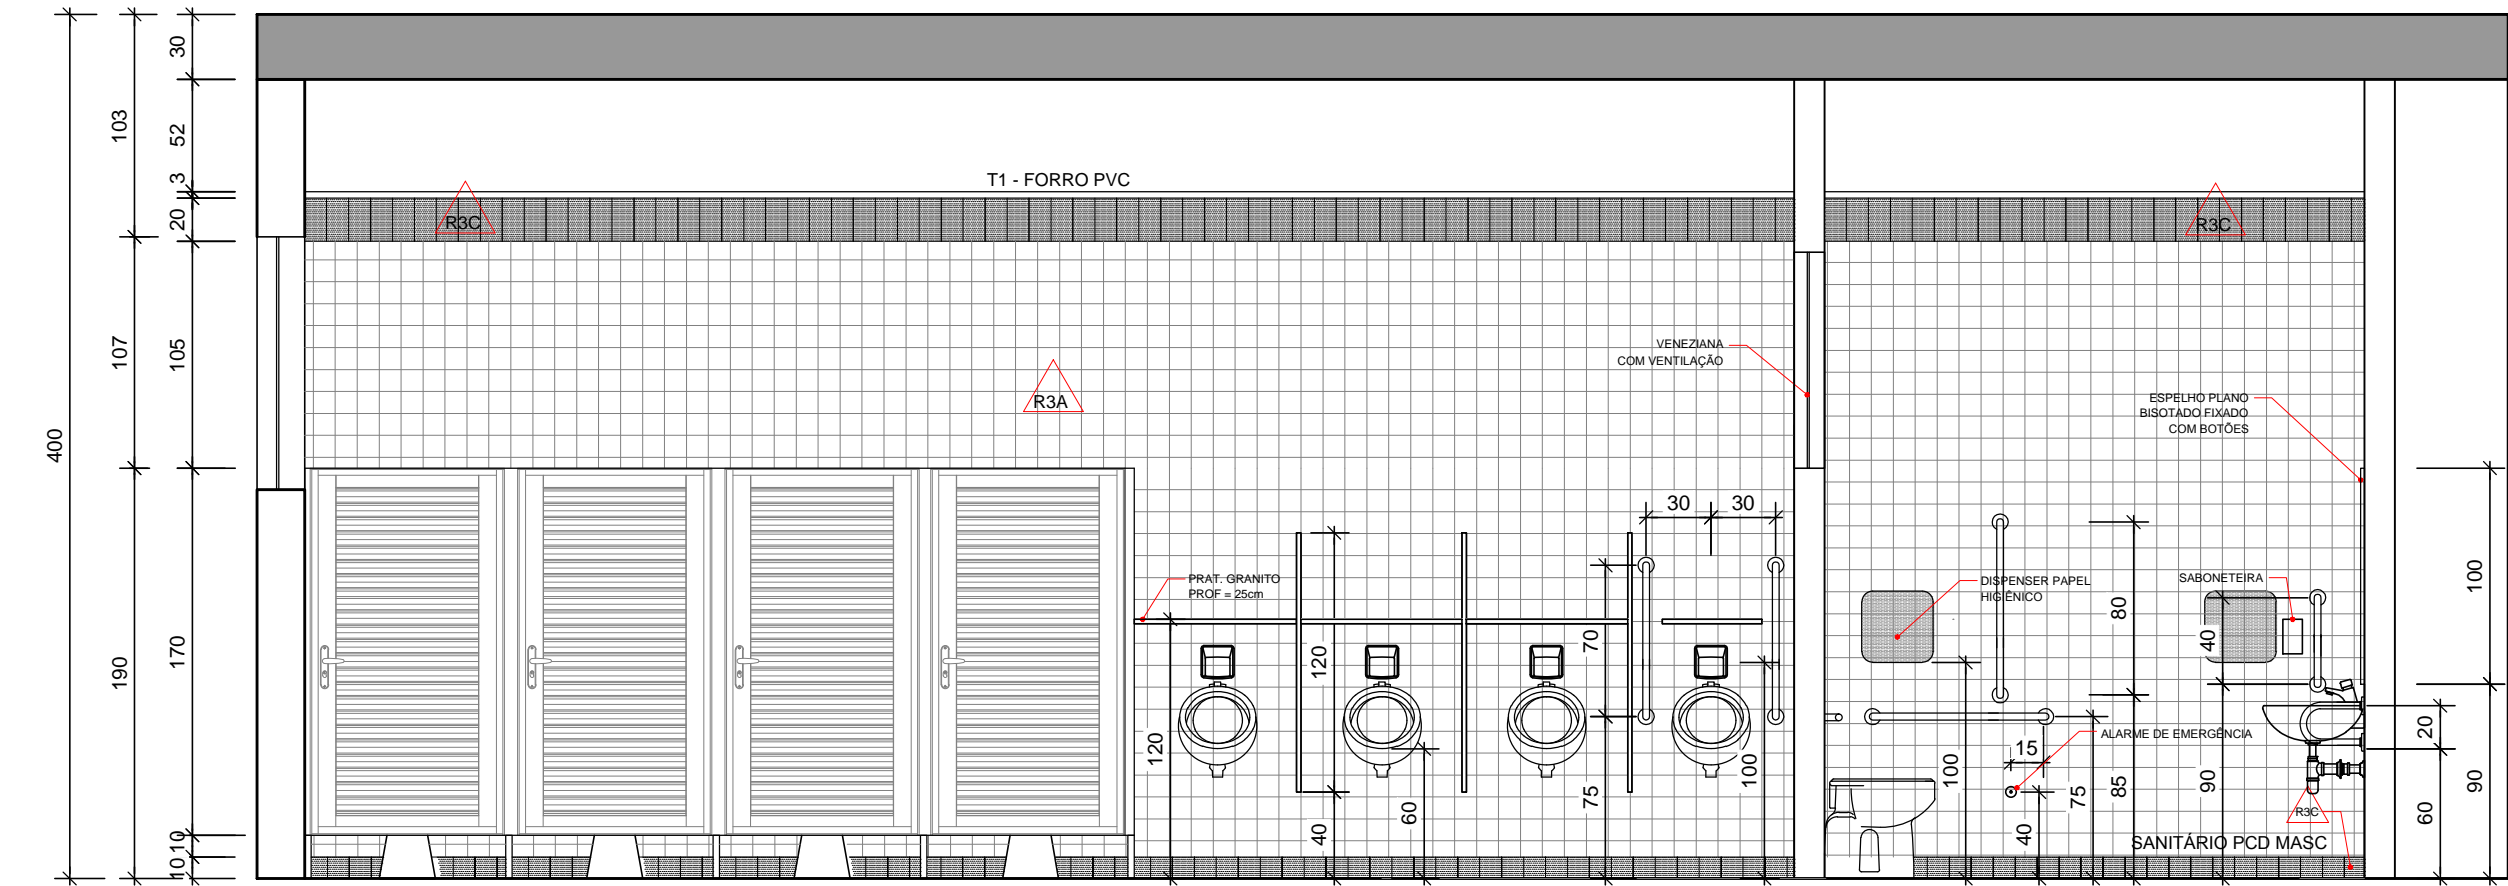 30
103
52
3
20
T1 - FORRO PVC
R3C
R3C
107
105
400
VENEZIANA
COM VENTILAÇÃO
R3A
ESPELHO PLANO
BISOTADO FIXADO
COM BOTÕES
30
30
PRAT. GRANITO
PROF = 25cm
DISPENSER PAPEL
HIGIÊNICO
SABONETEIRA
100
80
70
40
120
170
190
120
15
ALARME DE EMERGÊNCIA
20
100
100
75
85
90
90
75
60
60
40
40
R3C
SANITÁRIO PCD MASC
10
10